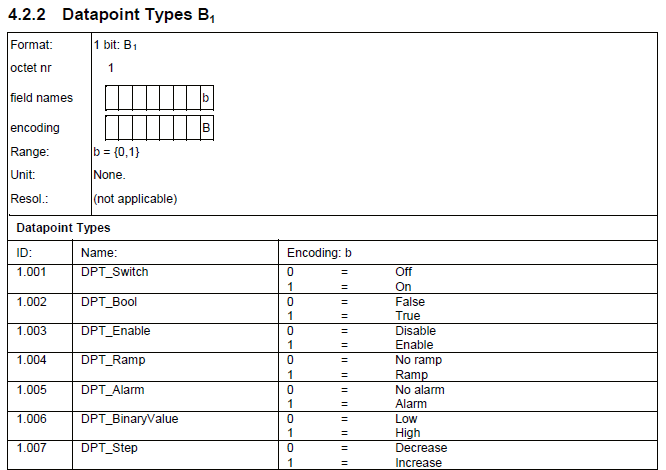 4.2.2 Datapoint Types B1
Format: 1 bit: B1
octet nr 1
field names b
encoding B
Range: b = {0,1}
Unit: None.
Resol.: (not applicable)
Datapoint Types
ID: Name: Encoding: b
1.001 DPT_Switch 0 = Off
1 = On
1.002 DPT_Bool 0 = False
1 = True
1.003 DPT_Enable 0 = Disable
1 = Enable
1.004 DPT_Ramp 0 = No ramp
1 = Ramp
1.005 DPT_Alarm 0 = No alarm
1 = Alarm
1.006 DPT_BinaryValue 0 = Low
1 = High
1.007 DPT_Step 0 = Decrease
1 = Increase